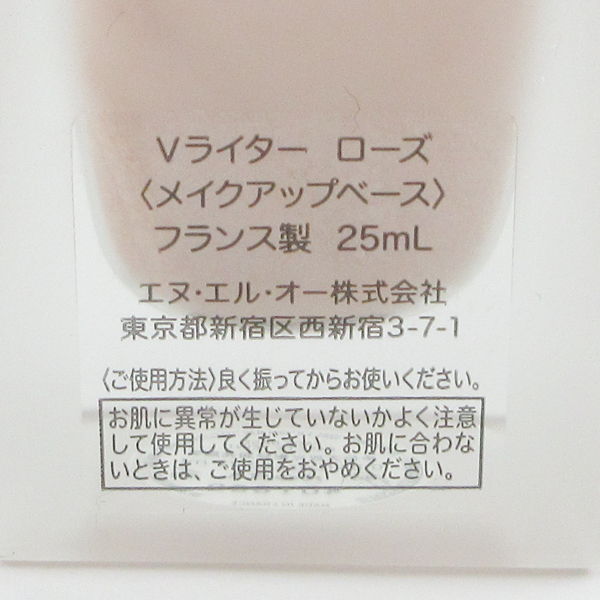 Vライター ローズ
〈メイクアップベース〉
フランス製 25mL
エヌ・エル・オー株式会社
東京都新宿区西新宿3-7-1
〈ご使用方法〉良く振ってからお使いください。
お肌に異常が生じていないかよく注意
して使用してください。お肌に合わな
いときは、ご使用をおやめください。